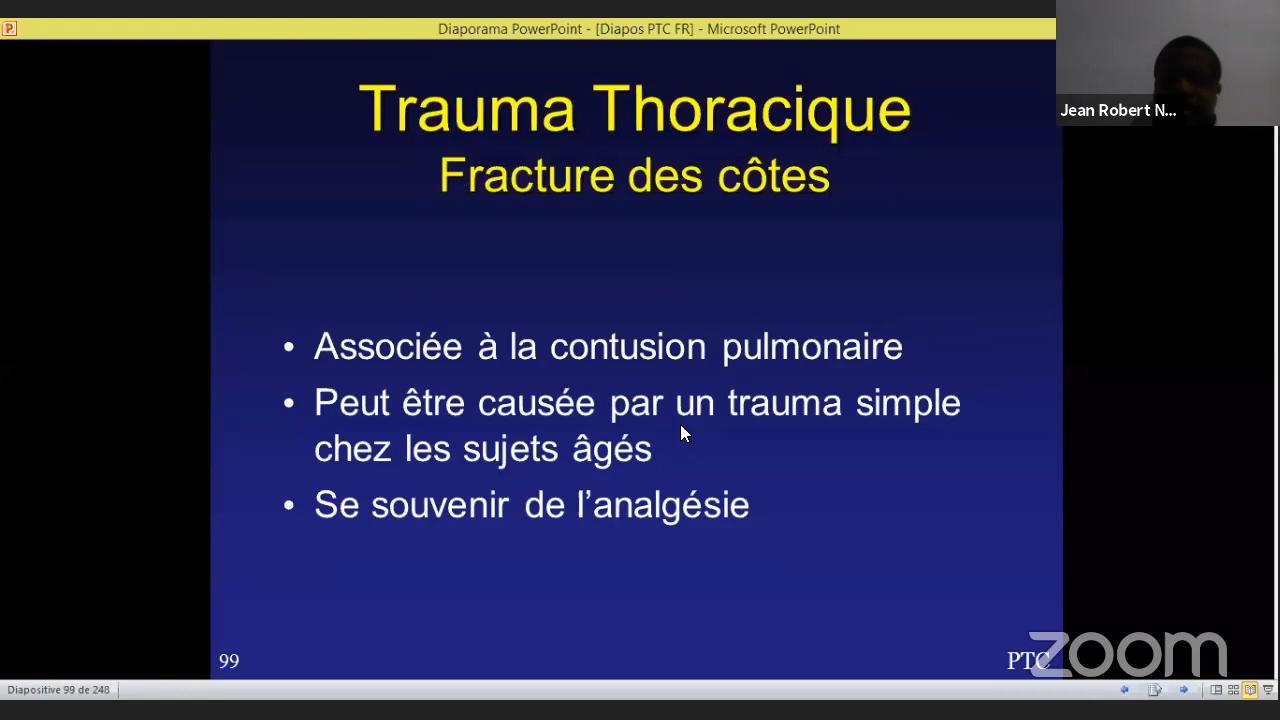 Diaporama PowerPoint - [Diapos PTC FR] - Microsoft PowerPoint
Jean Robert N...
Trauma Thoracique
Fracture des côtes
• Associée à la contusion pulmonaire
• Peut être causée par un trauma simple
chez les sujets âgés
• Se souvenir de l’analgésie
99
PTC
zoom
Diapositive 99 de 248